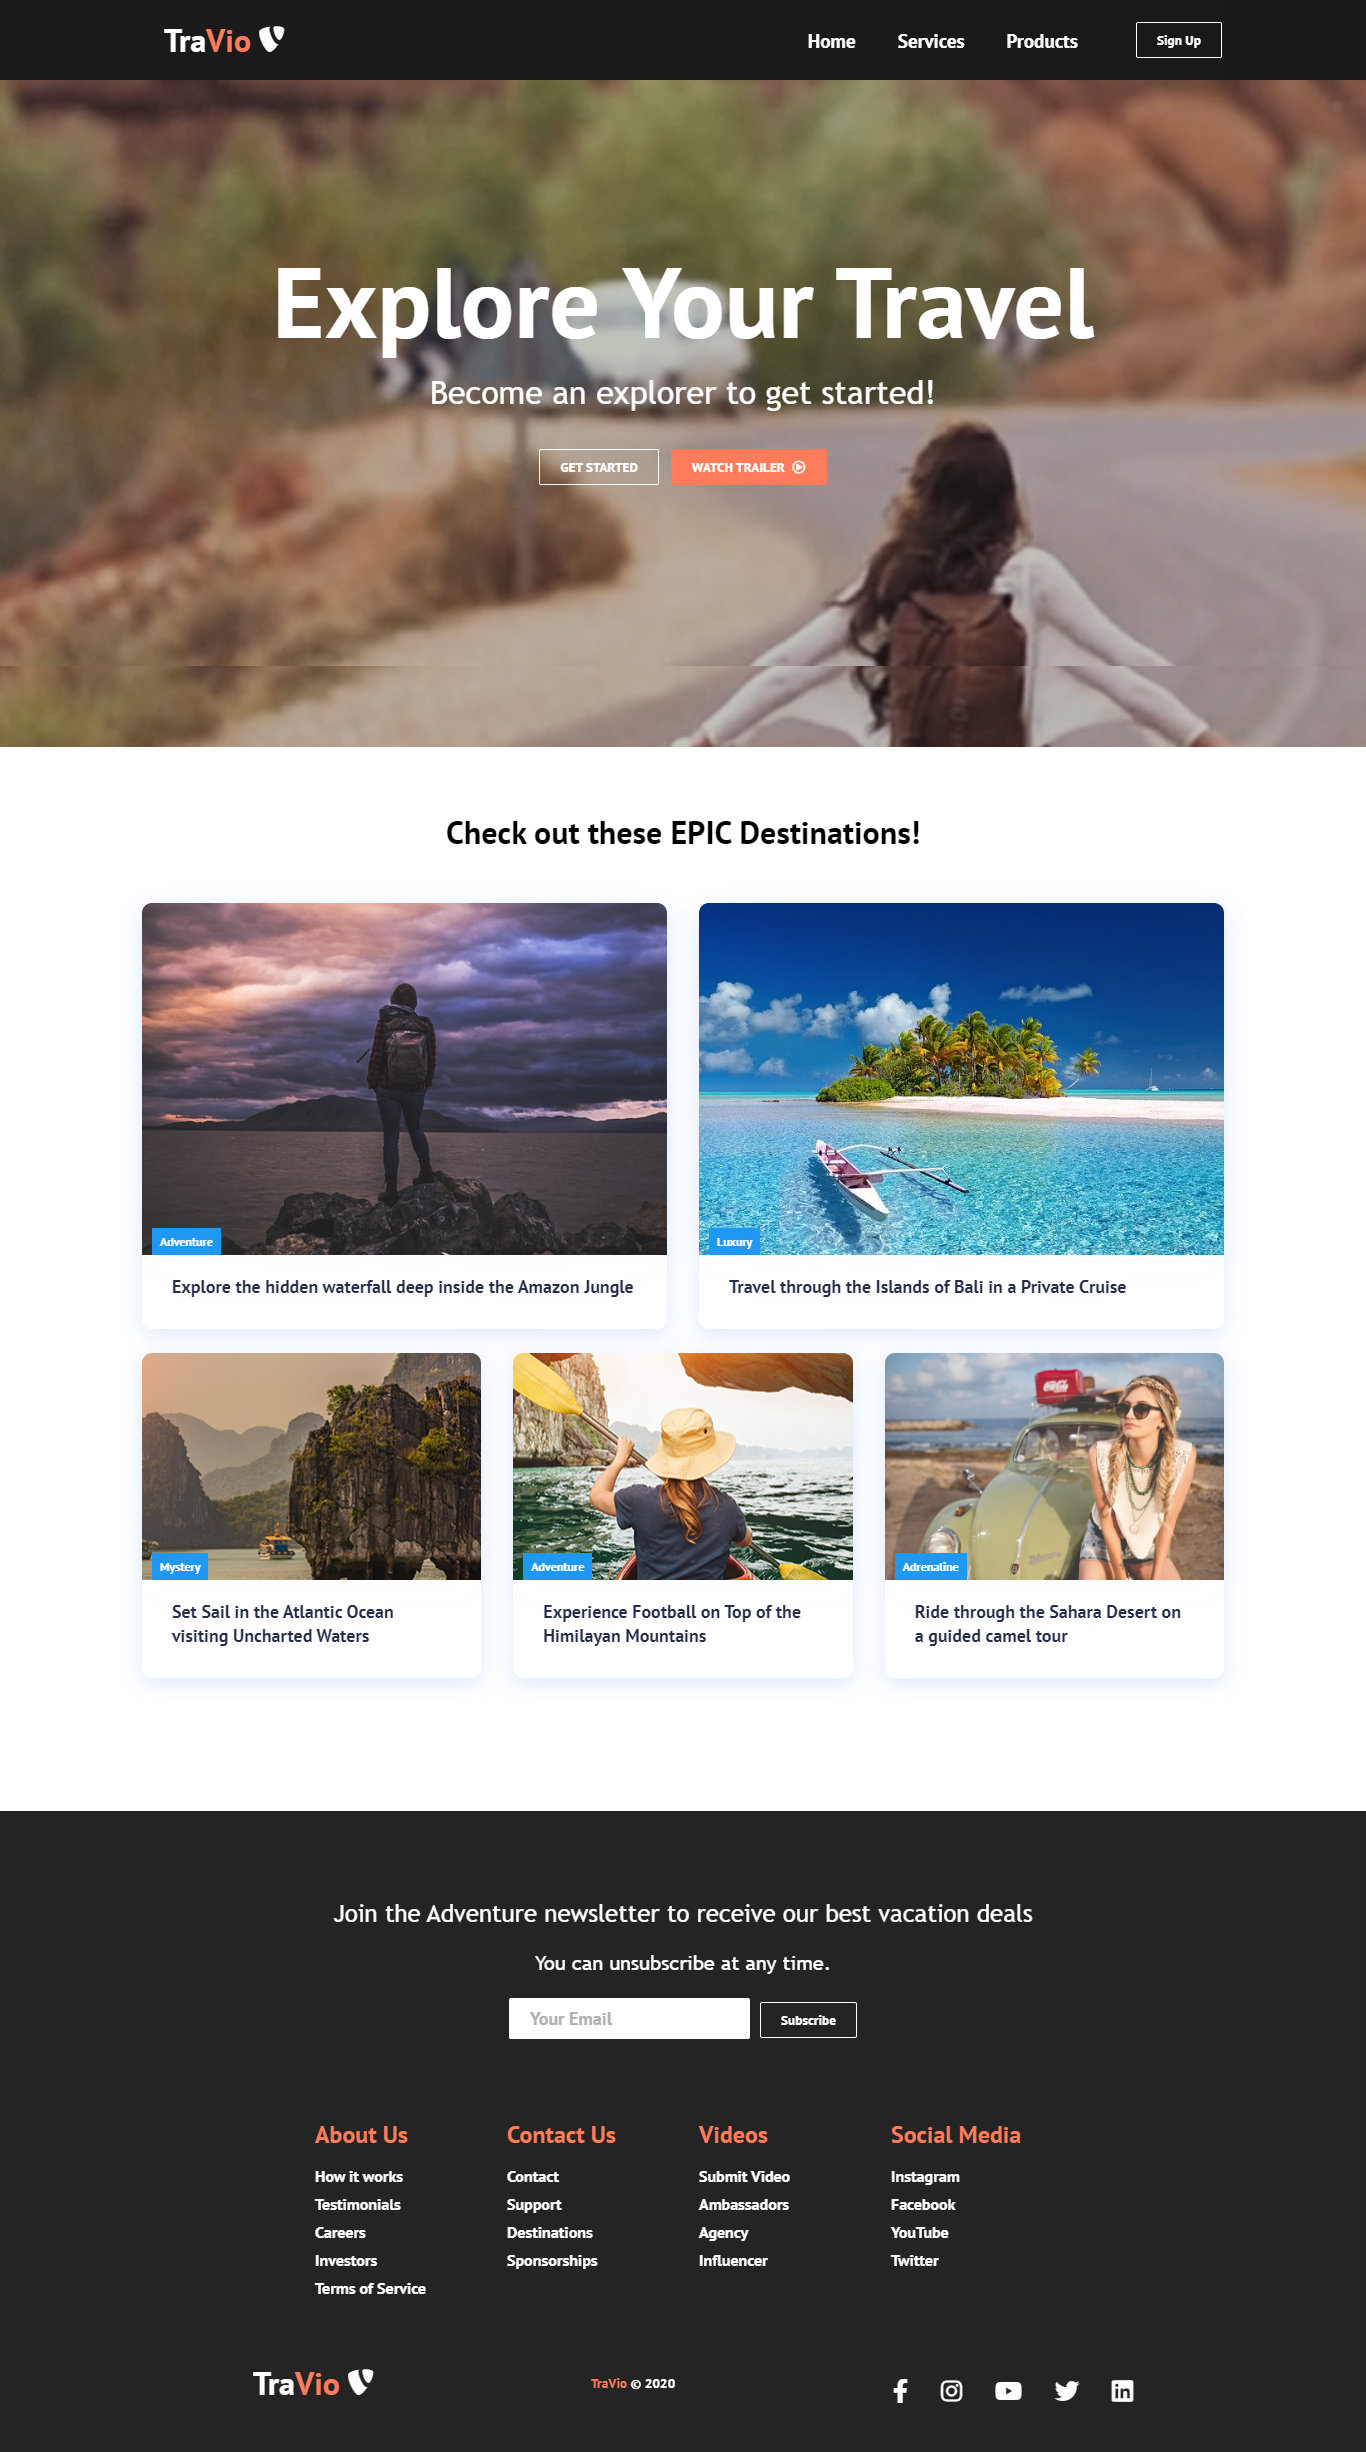 TraVio
Home Services Products Sign Up
Explore Your Travel
Become an explorer to get started!
GET STARTED WATCH TRAILER
Check out these EPIC Destinations!
Adventure
Explore the hidden waterfall deep inside the Amazon Jungle
Luxury
Travel through the Islands of Bali in a Private Cruise
Mystery
Set Sail in the Atlantic Ocean
visiting Uncharted Waters
Adventure
Experience Football on Top of the
Himilayan Mountains
Coca-Cola
Adrenaline
Ride through the Sahara Desert on
a guided camel tour
Join the Adventure newsletter to receive our best vacation deals
You can unsubscribe at any time.
Your Email Subscribe
About Us
How it works
Testimonials
Careers
Investors
Terms of Service
Contact Us
Contact
Support
Destinations
Sponsorships
Videos
Submit Video
Ambassadors
Agency
Influencer
Social Media
Instagram
Facebook
YouTube
Twitter
TraVio
TraVio © 2020